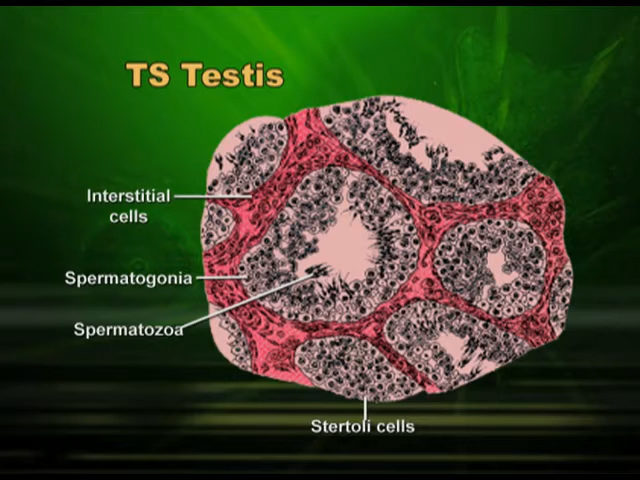 TS Testis
Interstitial
cells
Spermatogonia
Spermatozoa
Stertoli cells